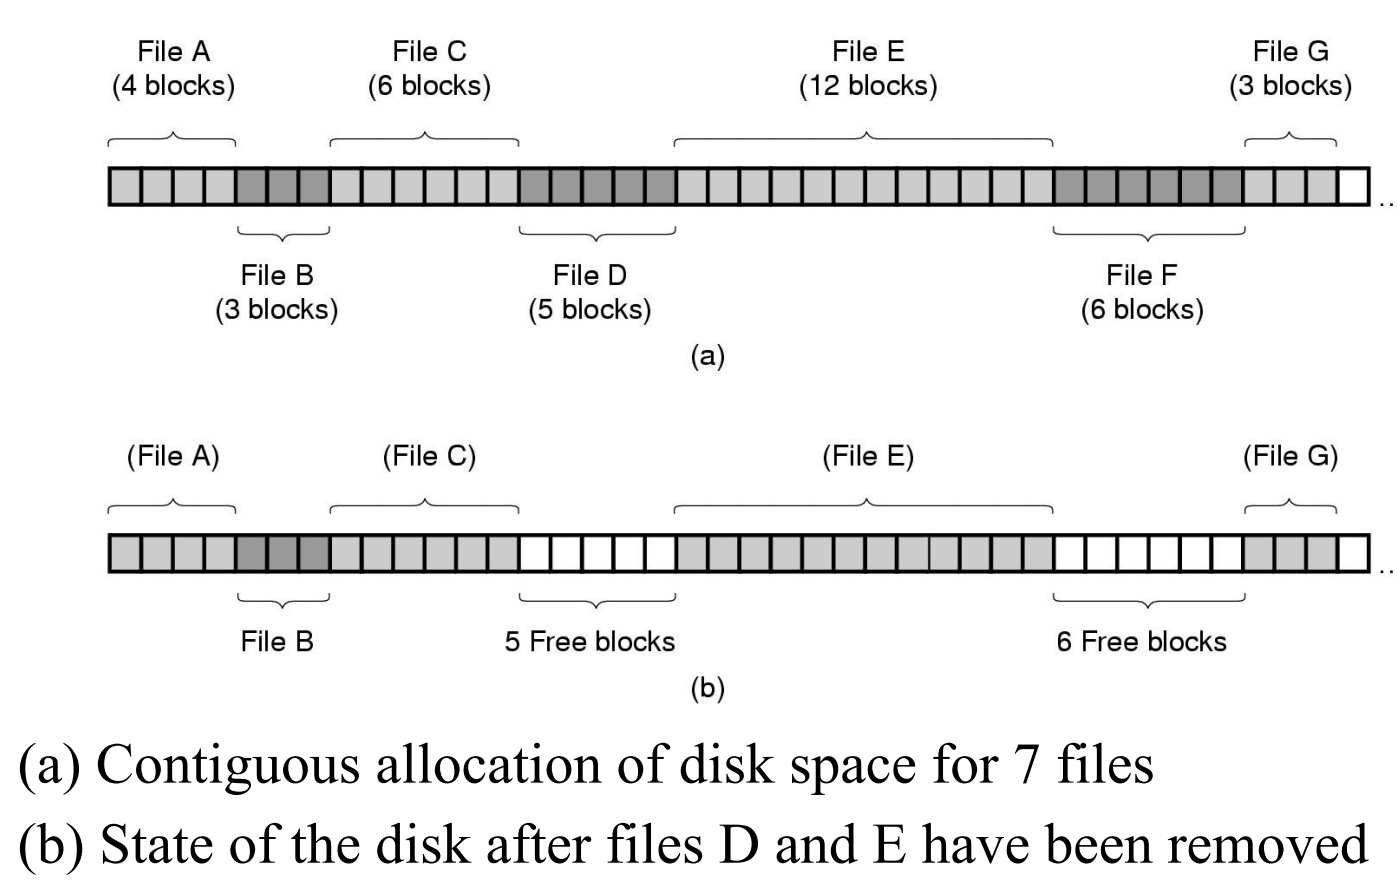 File A
(4 blocks)
File C
(6 blocks)
File E
(12 blocks)
File G
(3 blocks)
File B
(3 blocks)
File D
(5 blocks)
File F
(6 blocks)
(a)
(File A)
(File C)
(File E)
(File G)
File B
5 Free blocks
6 Free blocks
(b)
(a) Contiguous allocation of disk space for 7 files
(b) State of the disk after files D and E have been removed